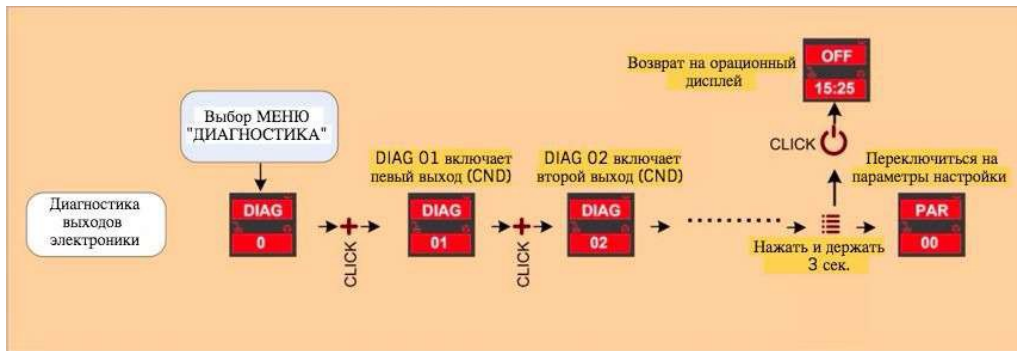 OFF
15:25
Возврат на орационный
дисплей
CLICK
Выбор МЕНЮ
"ДИАГНОСТИКА"
DIAG 01 включает
певый выход (CND)
DIAG 02 включает
второй выход (CND)
Переключиться на
параметры настройки
Диагностика
выходов
электроники
DIAG
0
CLICK
DIAG
01
CLICK
DIAG
02
Нажать и держать
3 сек.
PAR
00